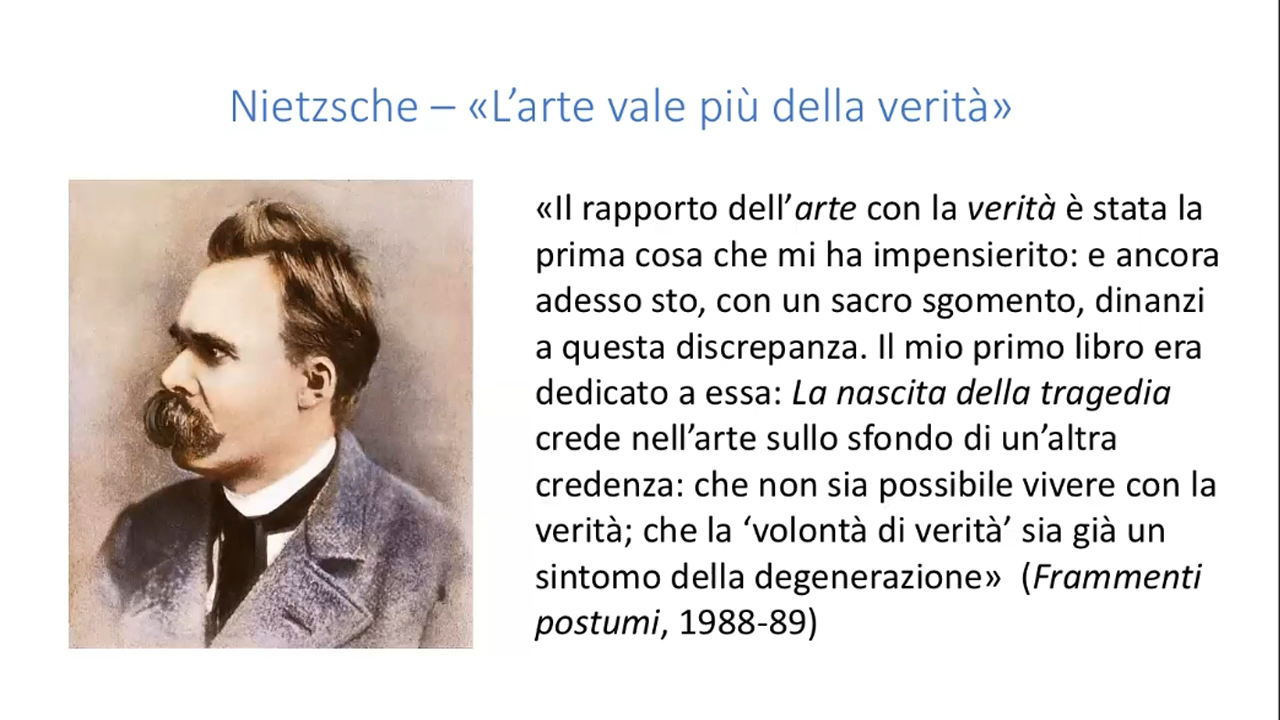 Nietzsche – «L’arte vale più della verità»
«Il rapporto dell’arte con la verità è stata la
prima cosa che mi ha impensierito: e ancora
adesso sto, con un sacro sgomento, dinanzi
a questa discrepanza. Il mio primo libro era
dedicato a essa: La nascita della tragedia
crede nell’arte sullo sfondo di un’altra
credenza: che non sia possibile vivere con la
verità; che la ‘volontà di verità’ sia già un
sintomo della degenerazione»  (Frammenti
postumi, 1988-89)